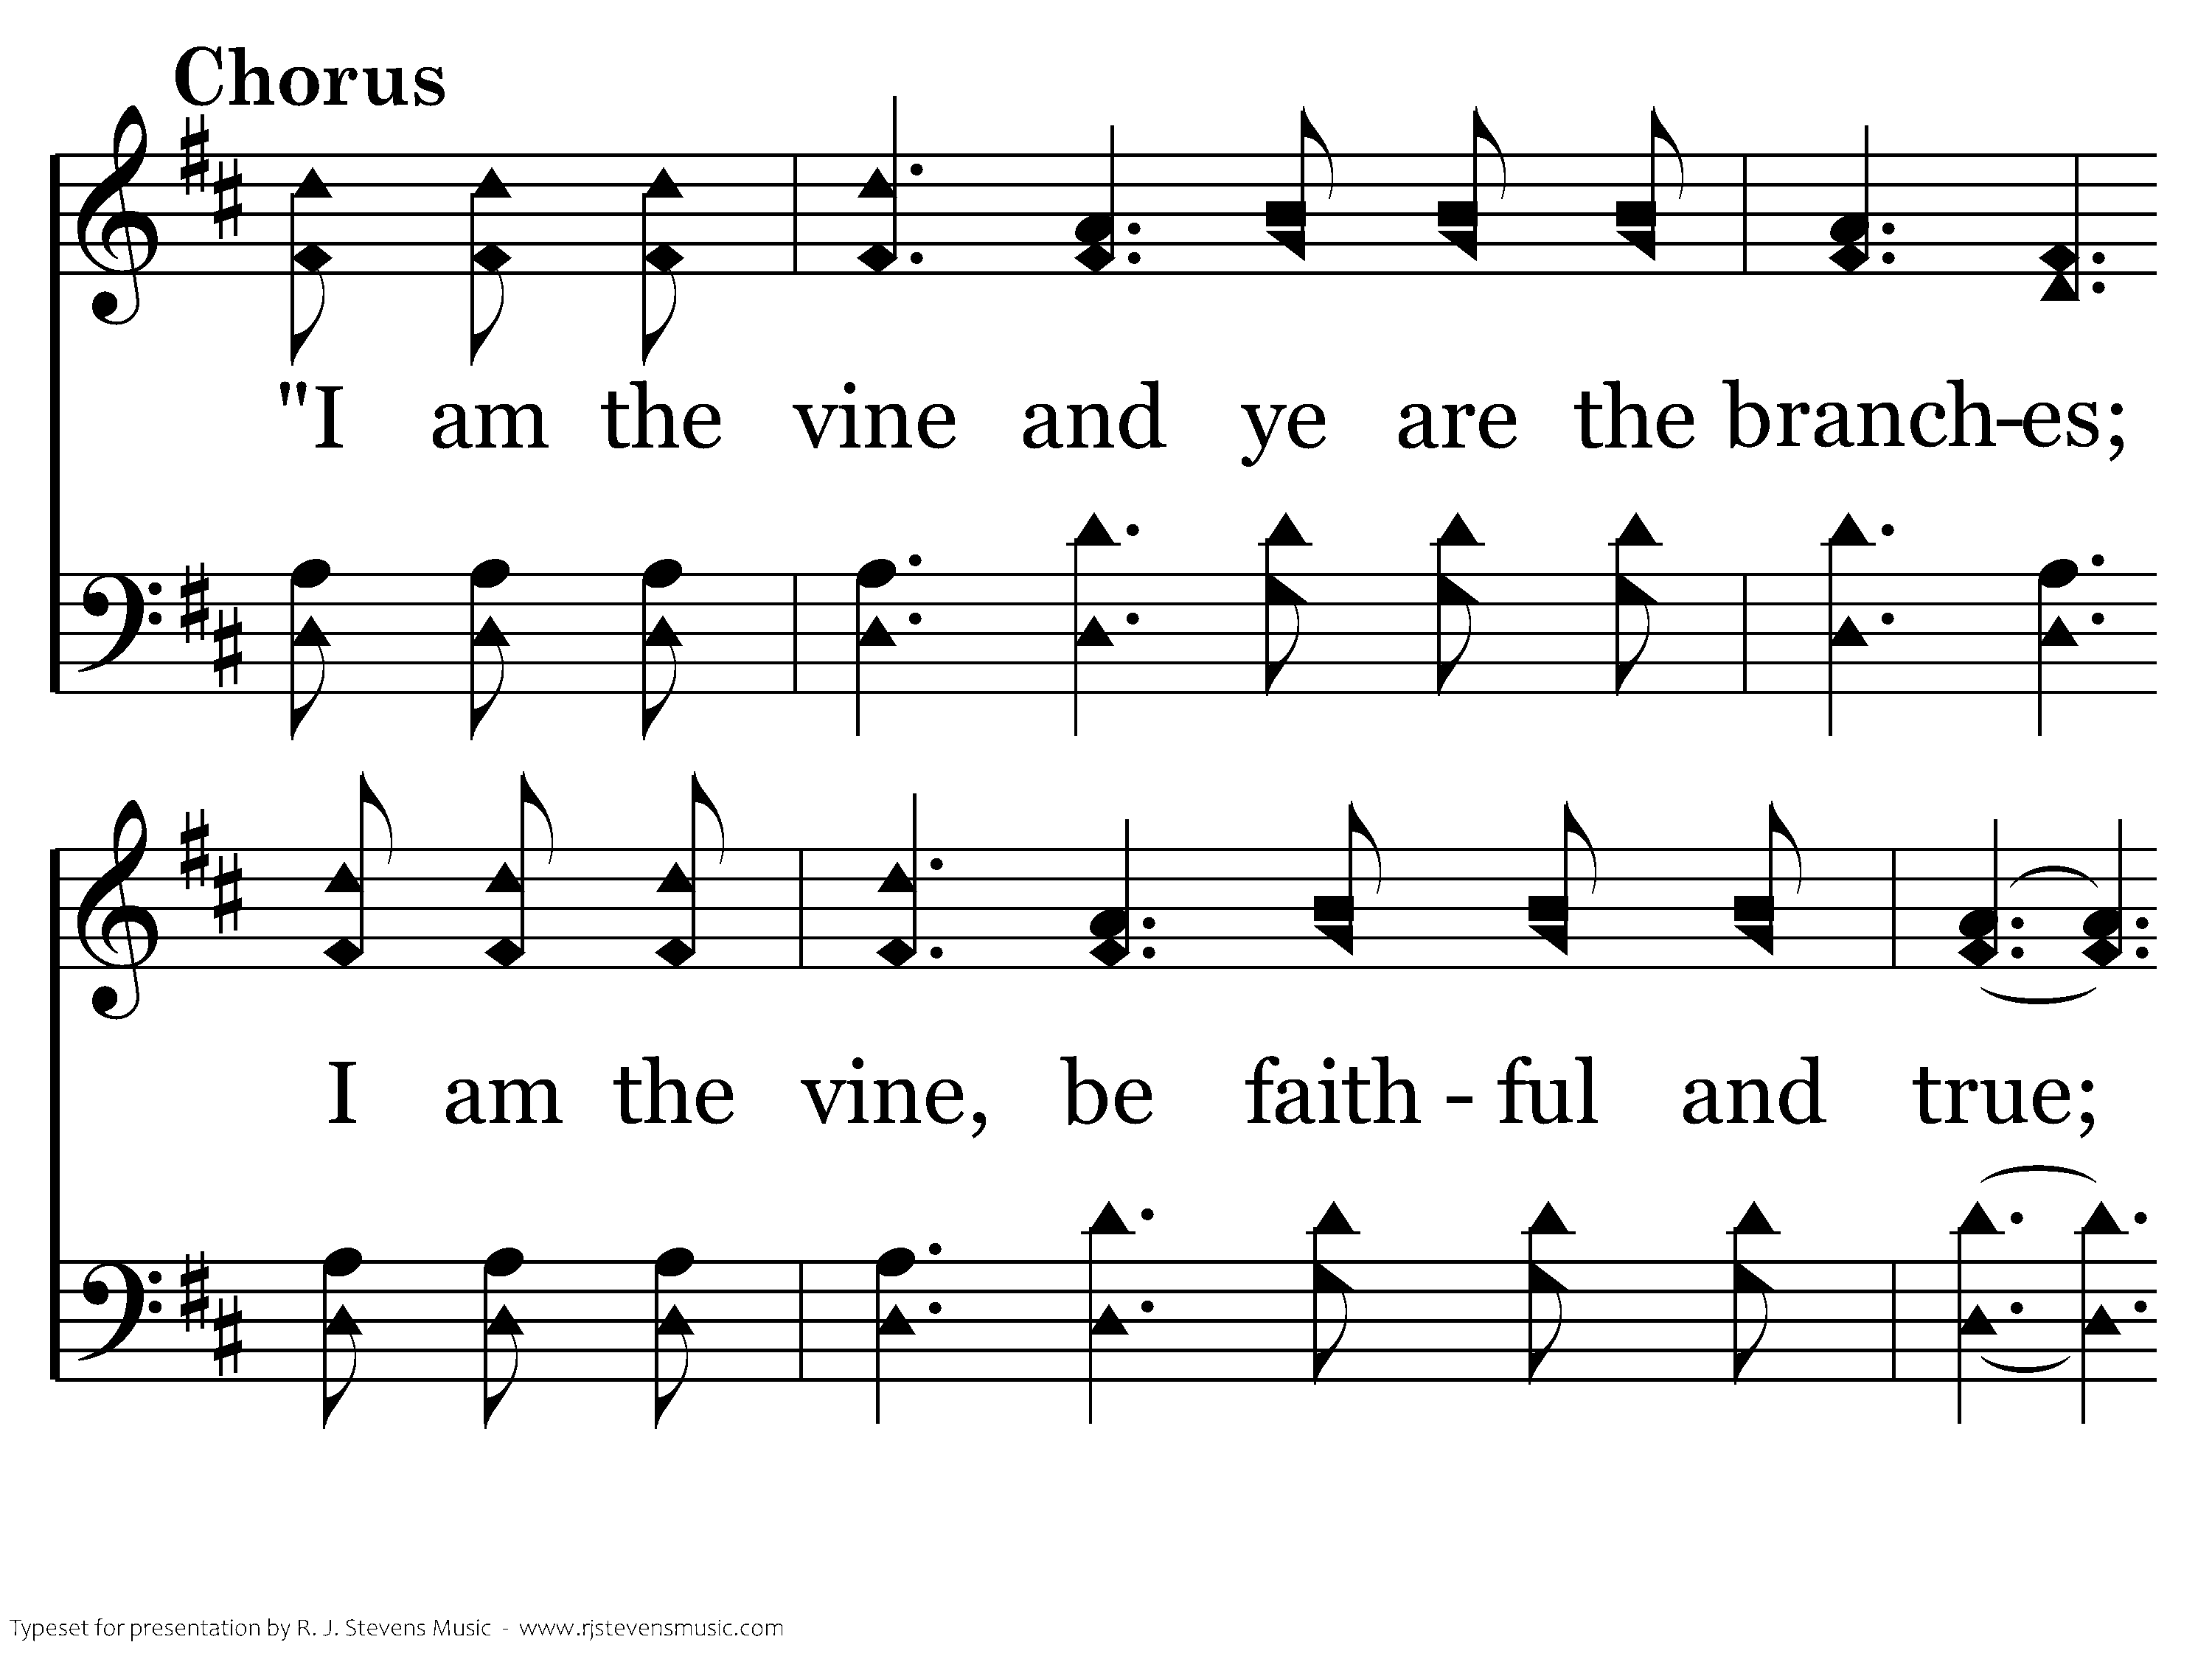 Chorus
"I am the vine and ye are the branch-es;
I am the vine, be faith - ful and true;
Typeset for presentation by R. J. Stevens Music - www.rjstevensmusic.com